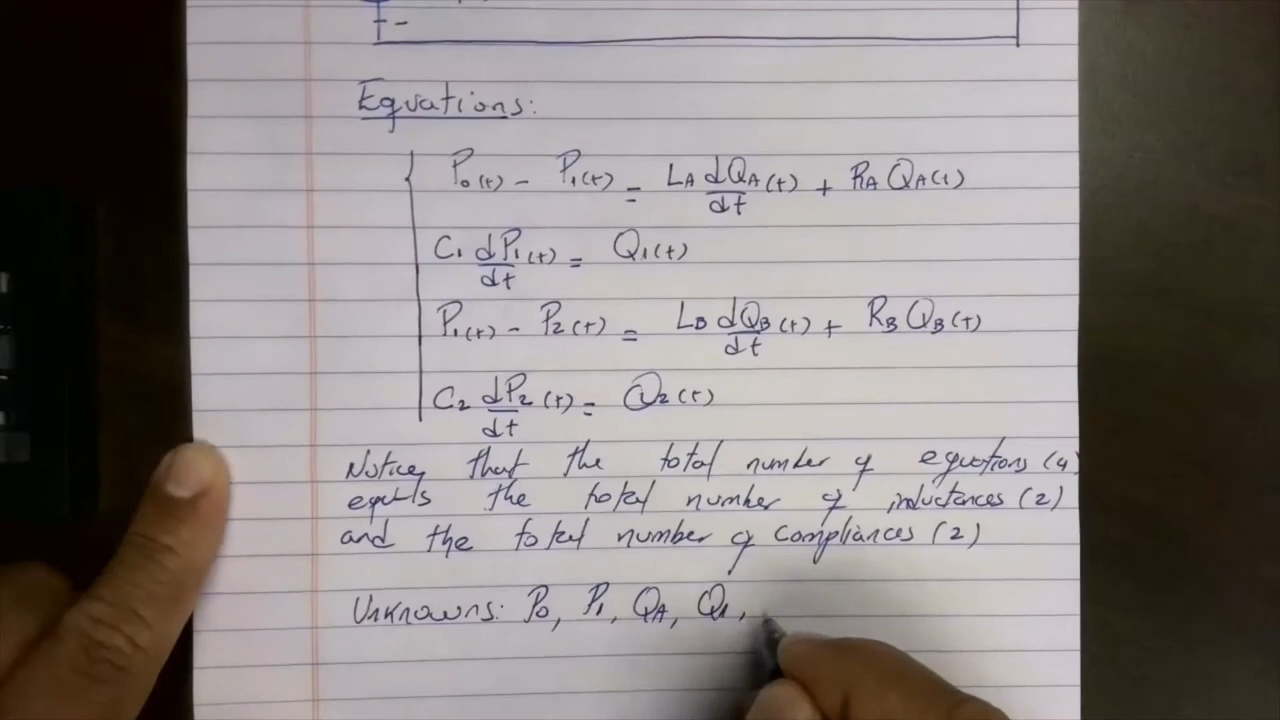 + -
Equations:
P0(t) - P1(t) = LA dQA(t)/dt + RA QA(t)
C1 dP1(t)/dt = Q1(t)
P1(t) - P2(t) = LB dQB(t)/dt + RB QB(t)
C2 dP2(t)/dt = Q2(t)
Notice that the total number of equations (4)
equals the total number of inductances (2)
and the total number of compliances (2)
Unknowns: P0, P1, QA, Q1,